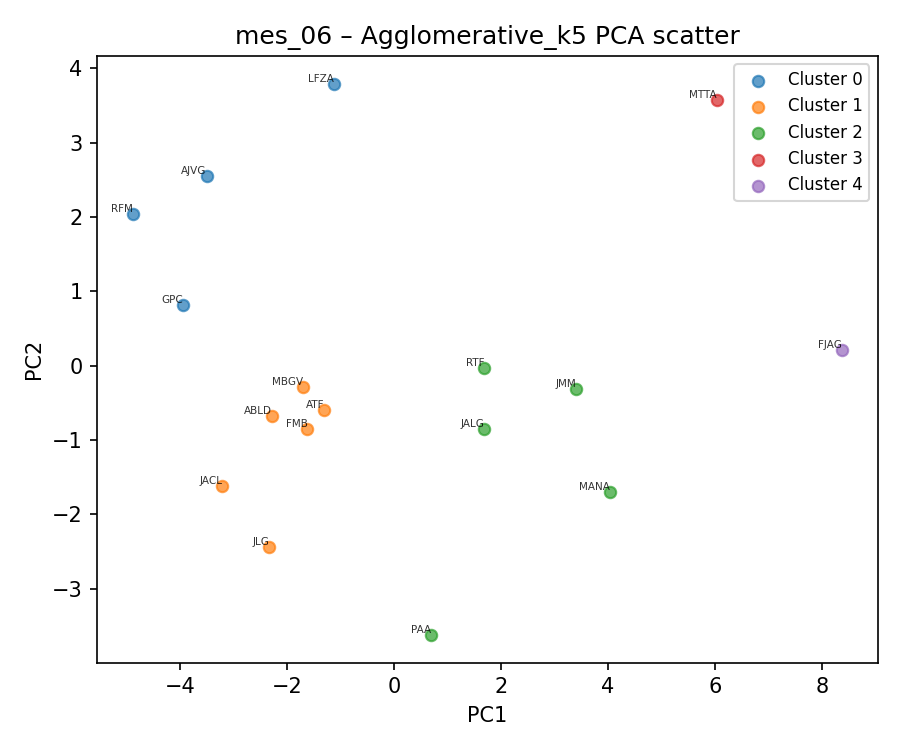 mes_06 – Agglomerative_k5 PCA scatter
4
3
2
1
0
−1
−2
−3
PC2
LFZA
MTTA
AJVG
RFM
GPC
RTF
FJAG
MBGV
JMM
ATF
ABLD
FMB
JALG
JACL
MANA
JLG
PAA
Cluster 0
Cluster 1
Cluster 2
Cluster 3
Cluster 4
−4
−2
0
2
4
6
8
PC1